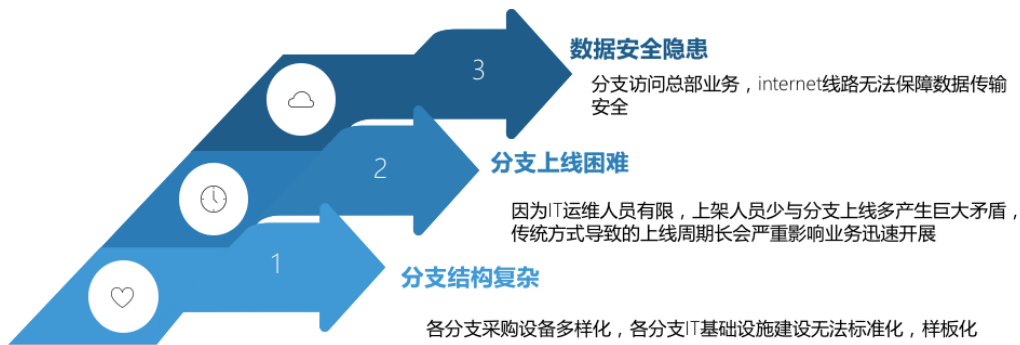 3
数据安全隐患
分支访问总部业务，internet线路无法保障数据传输
安全
2
分支上线困难
因为IT运维人员有限，上架人员少与分支上线多产生巨大矛盾，
传统方式导致的上线周期长会严重影响业务迅速开展
1
分支结构复杂
各分支采购设备多样化，各分支IT基础设施建设无法标准化，样板化